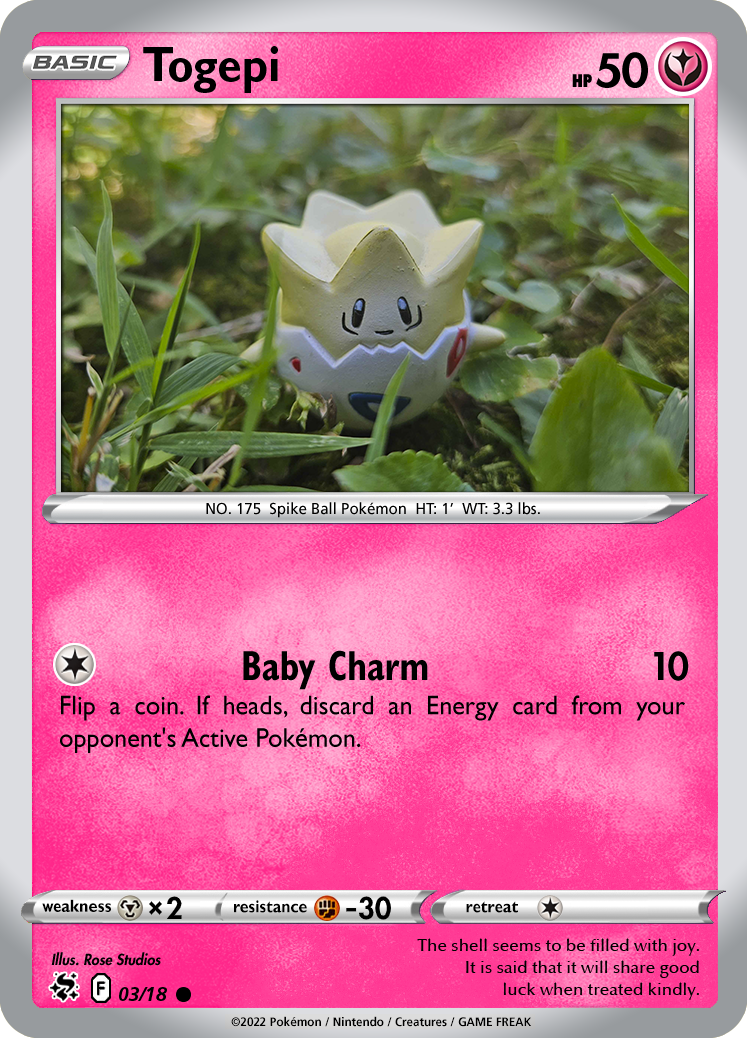 BASIC Togepi HP 50
NO. 175 Spike Ball Pokémon HT: 1' WT: 3.3 lbs.
Baby Charm 10
Flip a coin. If heads, discard an Energy card from your
opponent's Active Pokémon.
weakness ×2 resistance -30 retreat
Illus. Rose Studios
F 03/18
The shell seems to be filled with joy.
It is said that it will share good
luck when treated kindly.
©2022 Pokémon / Nintendo / Creatures / GAME FREAK